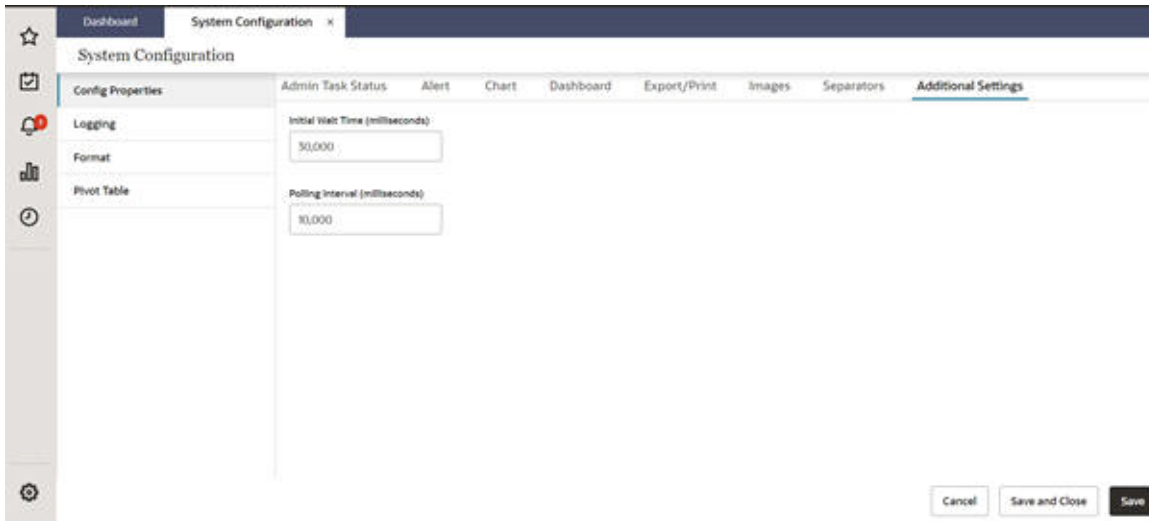 Dashboard System Configuration ×
System Configuration
Config Properties
Logging
Format
Pivot Table
Admin Task Status Alert Chart Dashboard Export/Print Images Separators Additional Settings
Initial Wait Time (milliseconds)
30,000
Polling Interval (milliseconds)
10,000
Cancel Save and Close Save